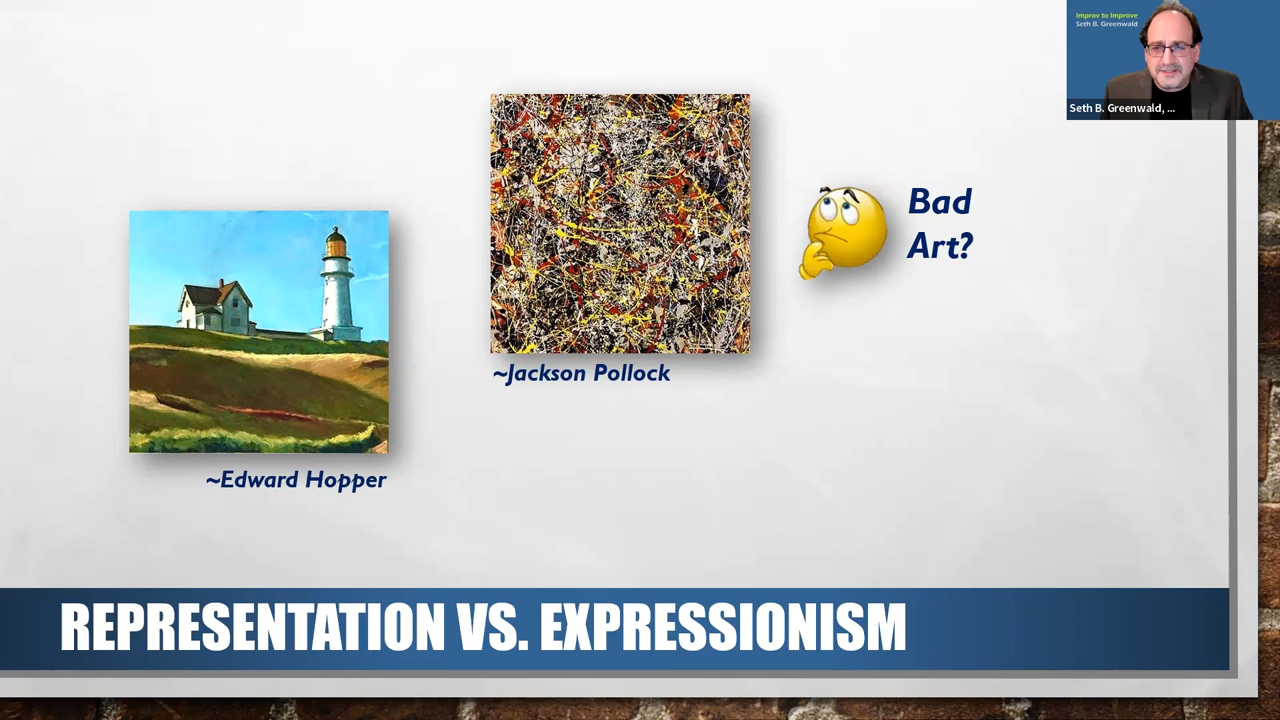 Improv to Improve
Seth B. Greenwald
Seth B. Greenwald, ...
Bad
Art?
~Jackson Pollock
~Edward Hopper
REPRESENTATION VS. EXPRESSIONISM